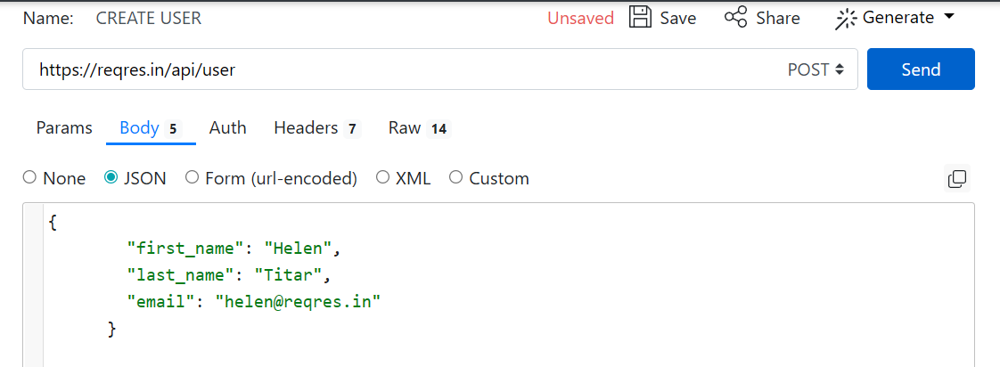 Name: CREATE USER Unsaved Save Share Generate
https://reqres.in/api/user POST Send
Params Body 5 Auth Headers 7 Raw 14
None JSON Form (url-encoded) XML Custom
{
"first_name": "Helen",
"last_name": "Titar",
"email": "helen@reqres.in"
}